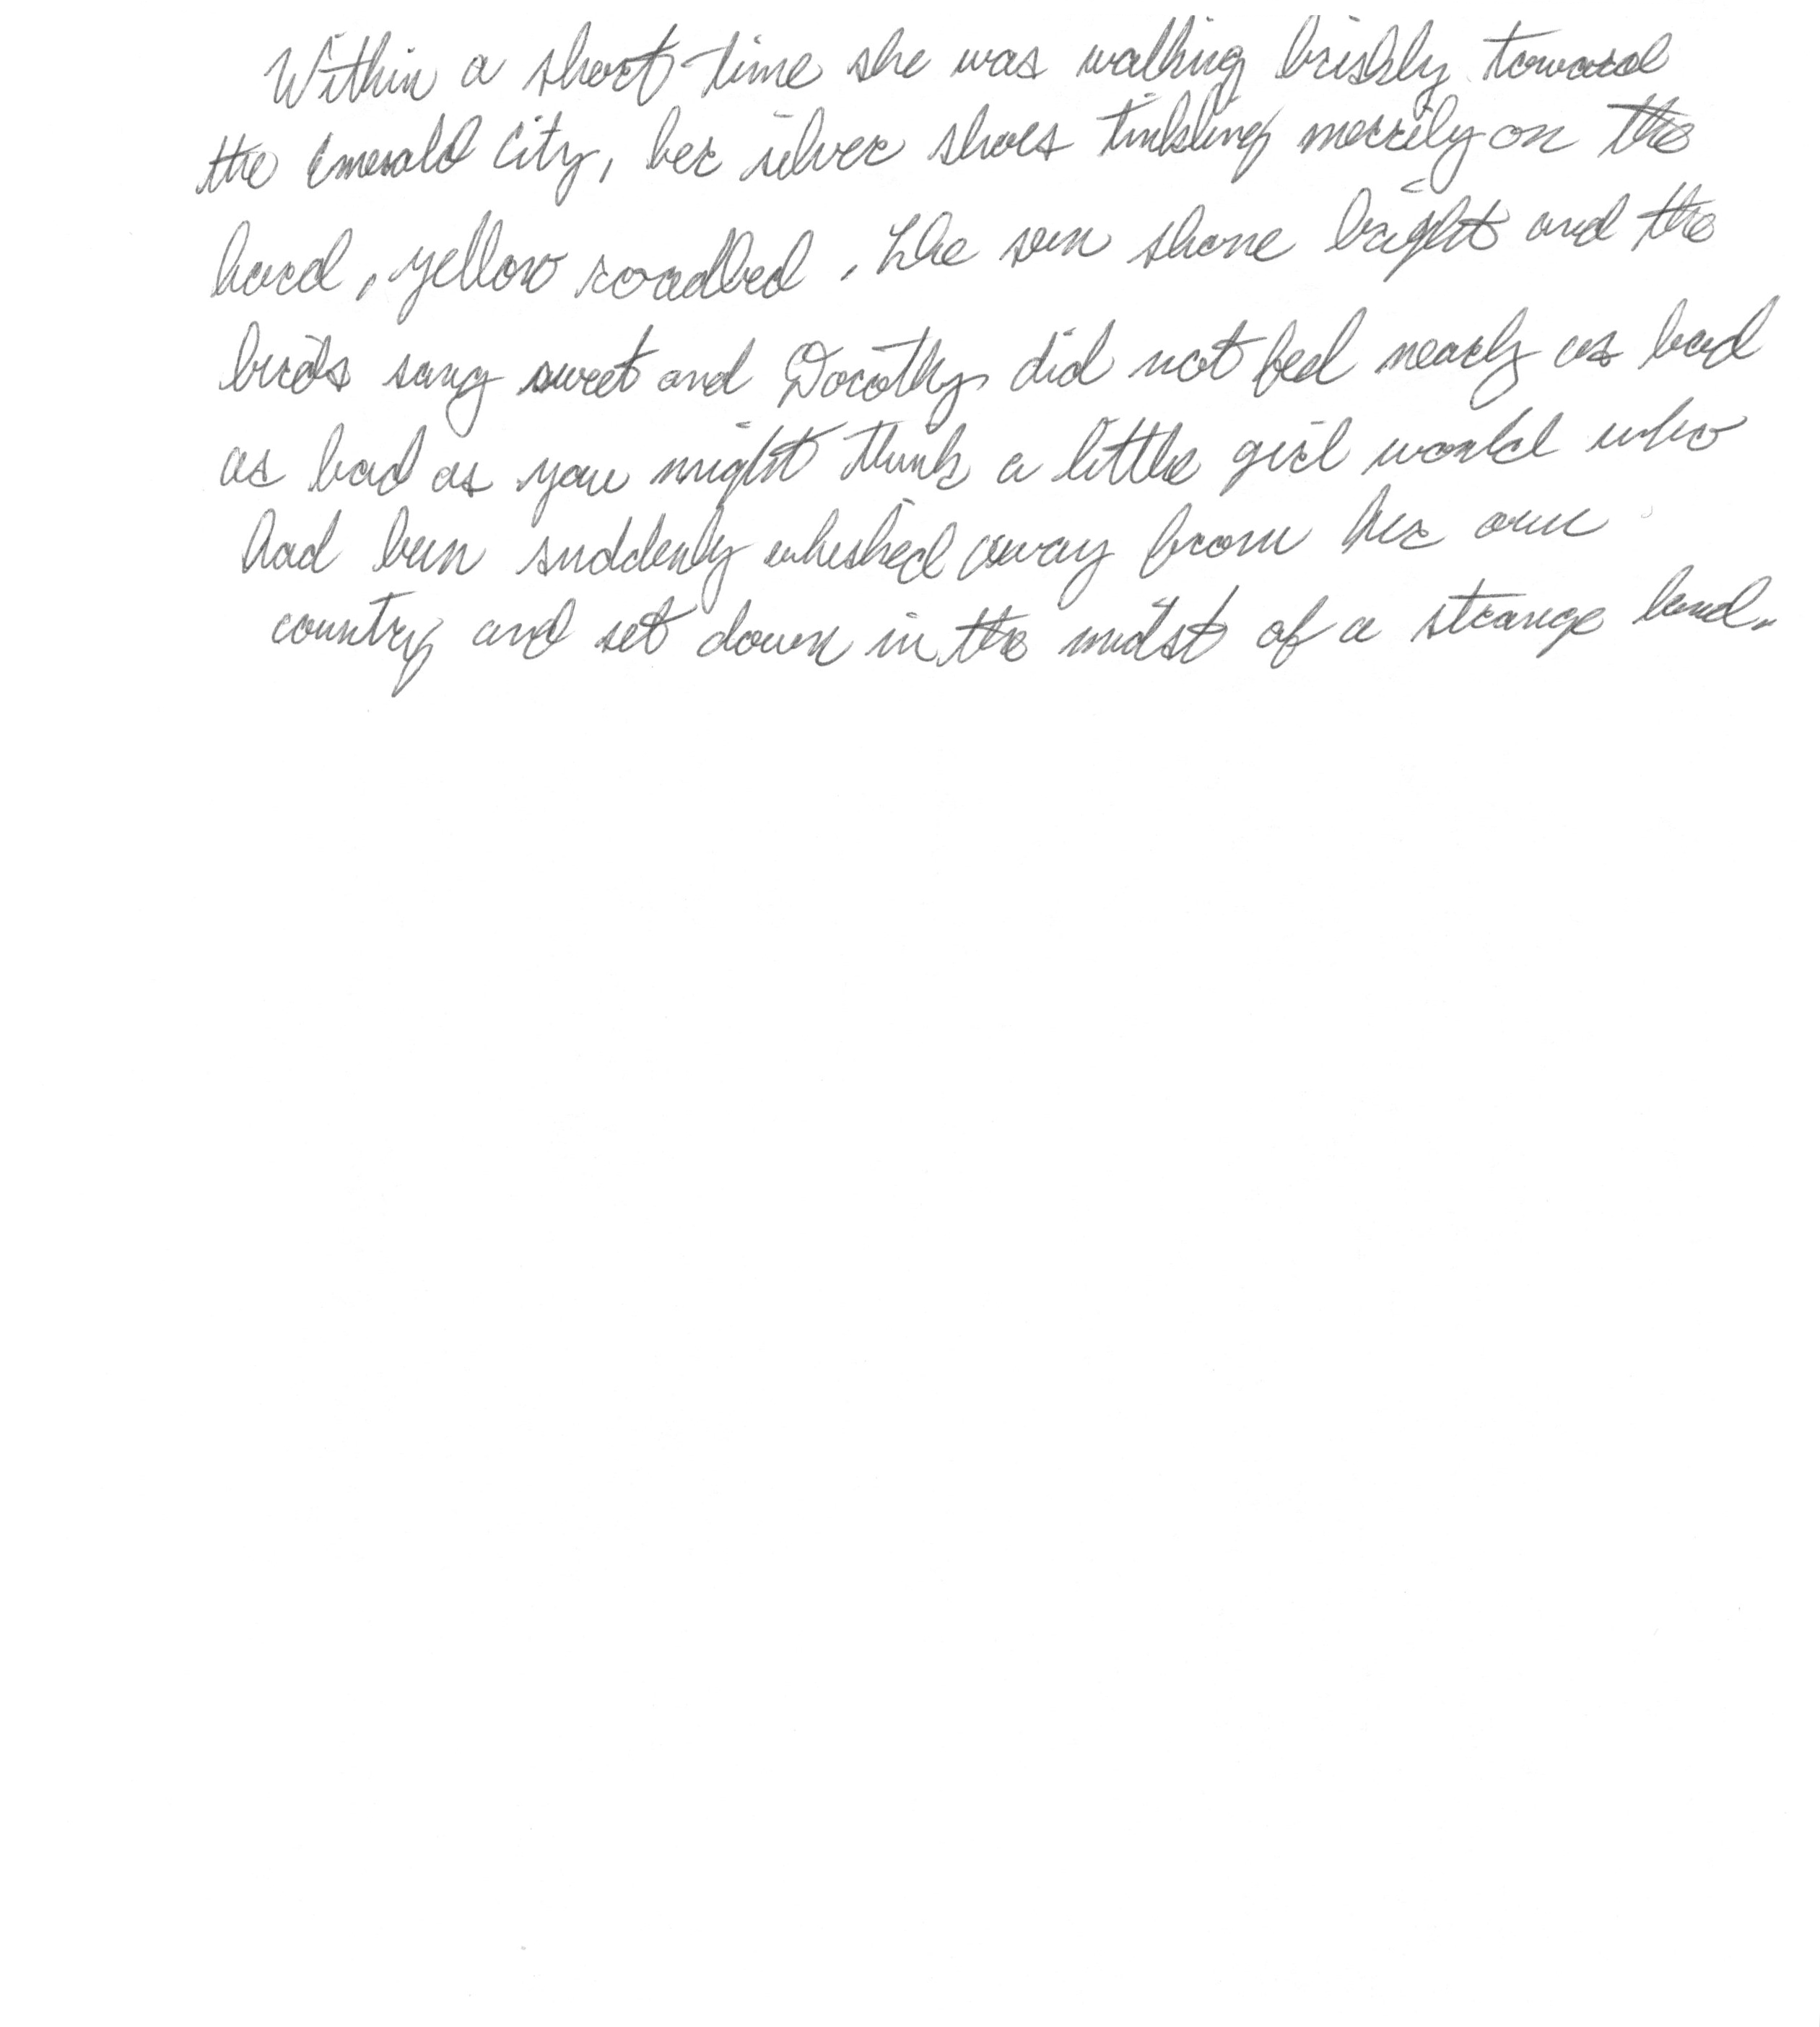 Within a short time she was walking briskly toward
the Emerald City, her silver shoes tinkling merrily on the
hard, yellow roadbed. The sun shone bright and the
birds sang sweet and Dorothy did not feel nearly as bad
as bad as you might think a little girl would who
had been suddenly whisked away from her own
country and set down in the midst of a strange land.